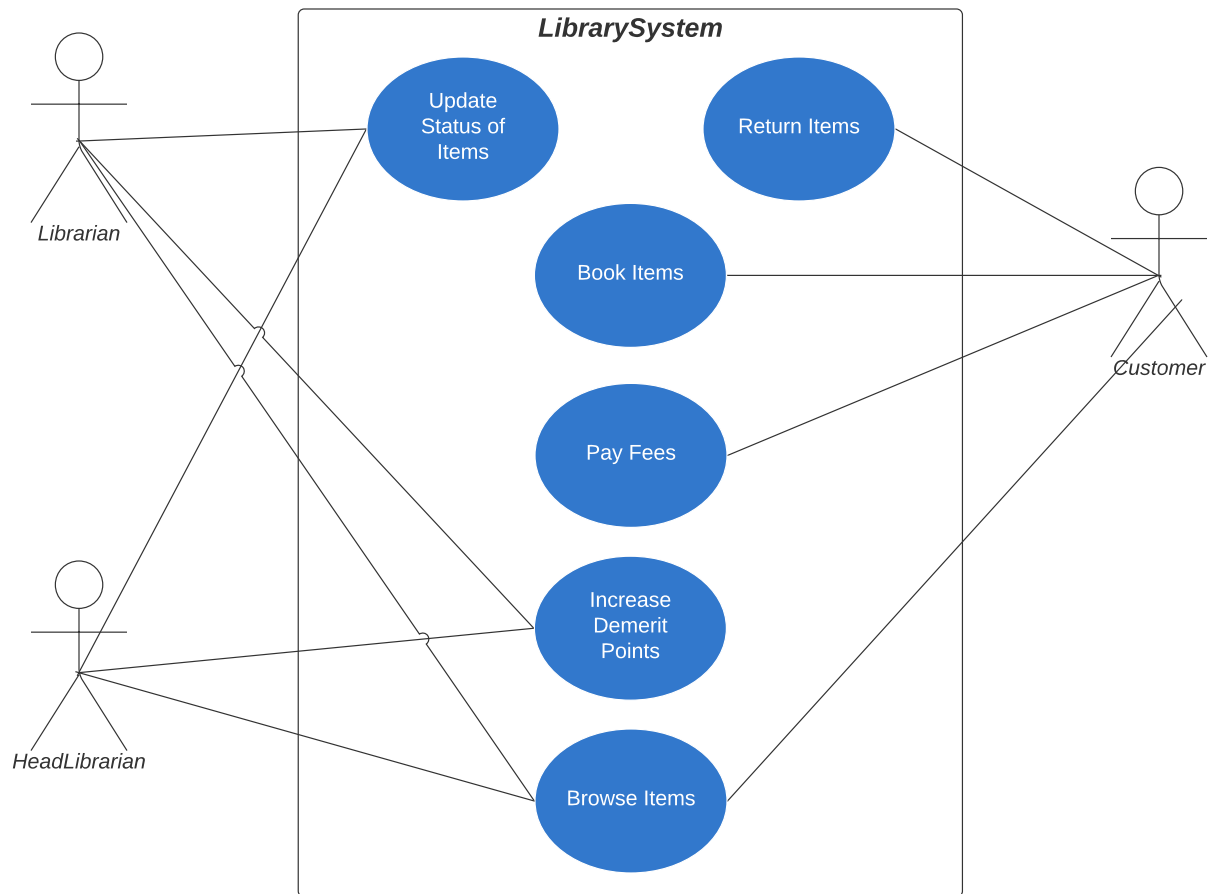 LibrarySystem
Update
Status of
Items
Return Items
Librarian
Book Items
Customer
Pay Fees
Increase
Demerit
Points
HeadLibrarian
Browse Items